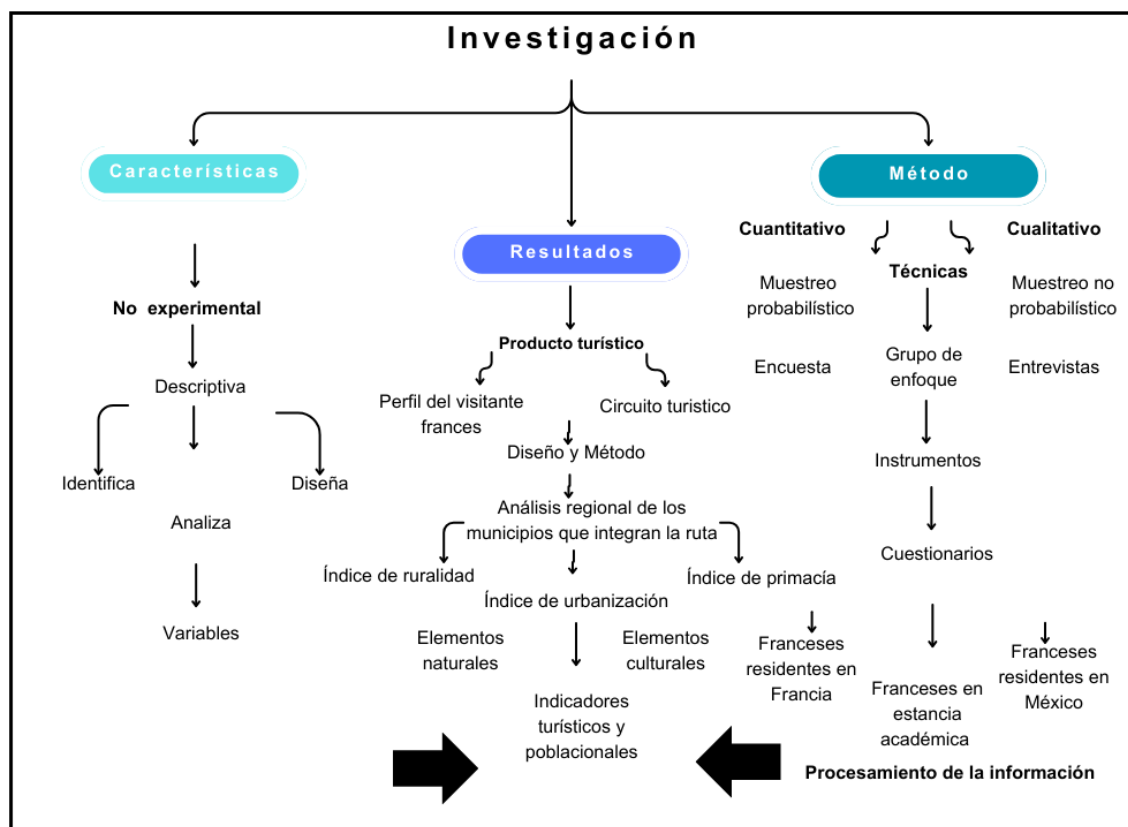 Investigación
Características
No experimental
Descriptiva
Identifica
Diseña
Analiza
Variables
Resultados
Producto turístico
Perfil del visitante
frances
Circuito turistico
Diseño y Método
Análisis regional de los
municipios que integran la ruta
Índice de ruralidad
Índice de primacía
Índice de urbanización
Elementos
naturales
Elementos
culturales
Indicadores
turísticos y
poblacionales
Método
Cuantitativo
Cualitativo
Técnicas
Muestreo
probabilístico
Muestreo no
probabilístico
Encuesta
Grupo de
enfoque
Entrevistas
Instrumentos
Cuestionarios
Franceses
residentes en
Francia
Franceses en
estancia
académica
Franceses
residentes en
México
Procesamiento de la información